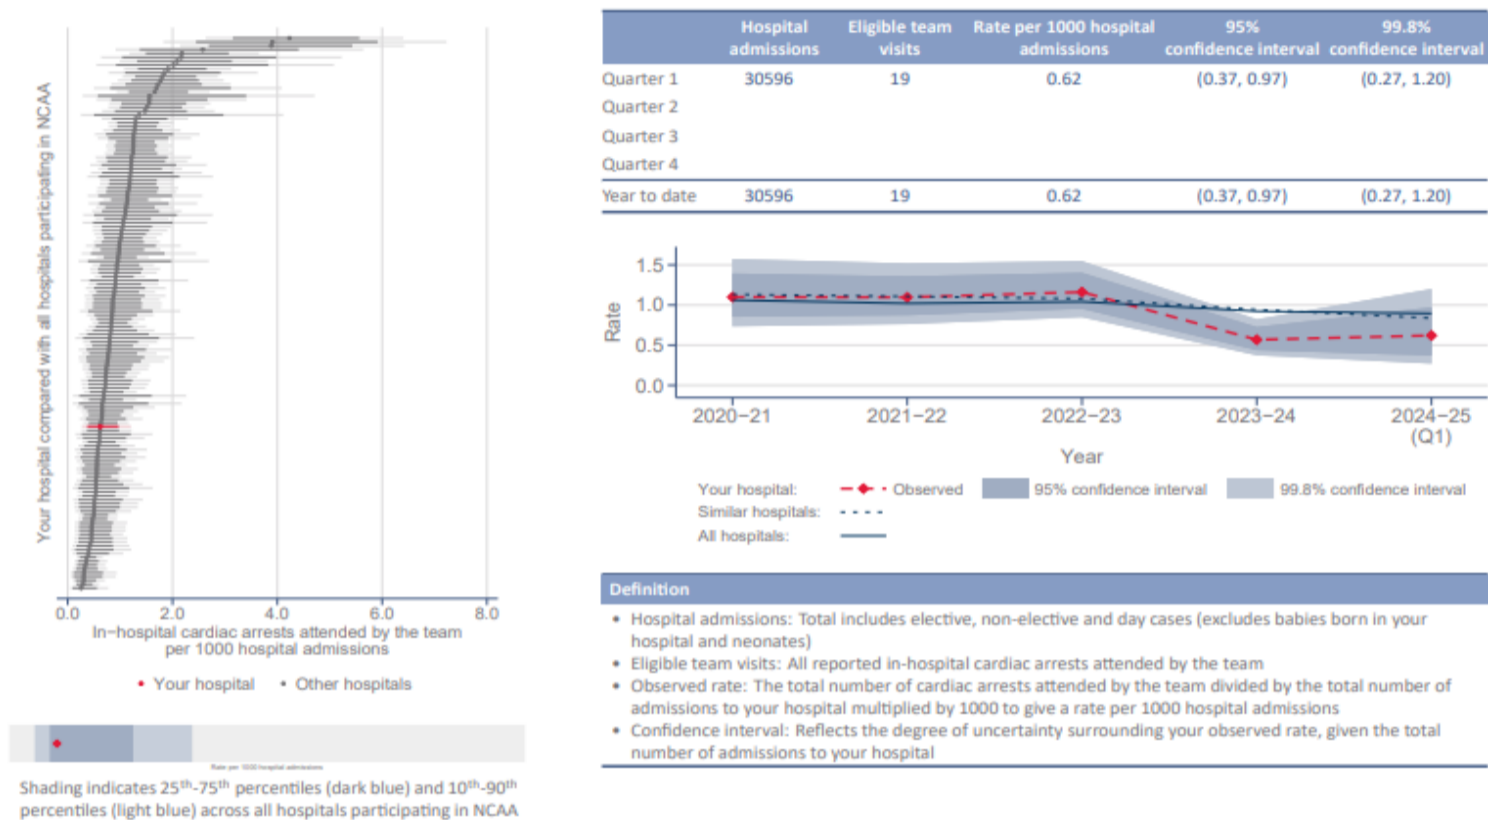 Your hospital compared with all hospitals participating in NCAA
0.0 2.0 4.0 6.0 8.0
In−hospital cardiac arrests attended by the team
per 1000 hospital admissions
• Your hospital • Other hospitals
Rate per 1000 hospital admissions
Shading indicates 25th-75th percentiles (dark blue) and 10th-90th
percentiles (light blue) across all hospitals participating in NCAA
Hospital admissions Eligible team visits Rate per 1000 hospital admissions 95% confidence interval 99.8% confidence interval
Quarter 1 30596 19 0.62 (0.37, 0.97) (0.27, 1.20)
Quarter 2
Quarter 3
Quarter 4
Year to date 30596 19 0.62 (0.37, 0.97) (0.27, 1.20)
Rate
1.5
1.0
0.5
0.0
2020−21 2021−22 2022−23 2023−24 2024−25
(Q1)
Year
Your hospital: Observed 95% confidence interval 99.8% confidence interval
Similar hospitals:
All hospitals:
Definition
• Hospital admissions: Total includes elective, non-elective and day cases (excludes babies born in your
hospital and neonates)
• Eligible team visits: All reported in-hospital cardiac arrests attended by the team
• Observed rate: The total number of cardiac arrests attended by the team divided by the total number of
admissions to your hospital multiplied by 1000 to give a rate per 1000 hospital admissions
• Confidence interval: Reflects the degree of uncertainty surrounding your observed rate, given the total
number of admissions to your hospital